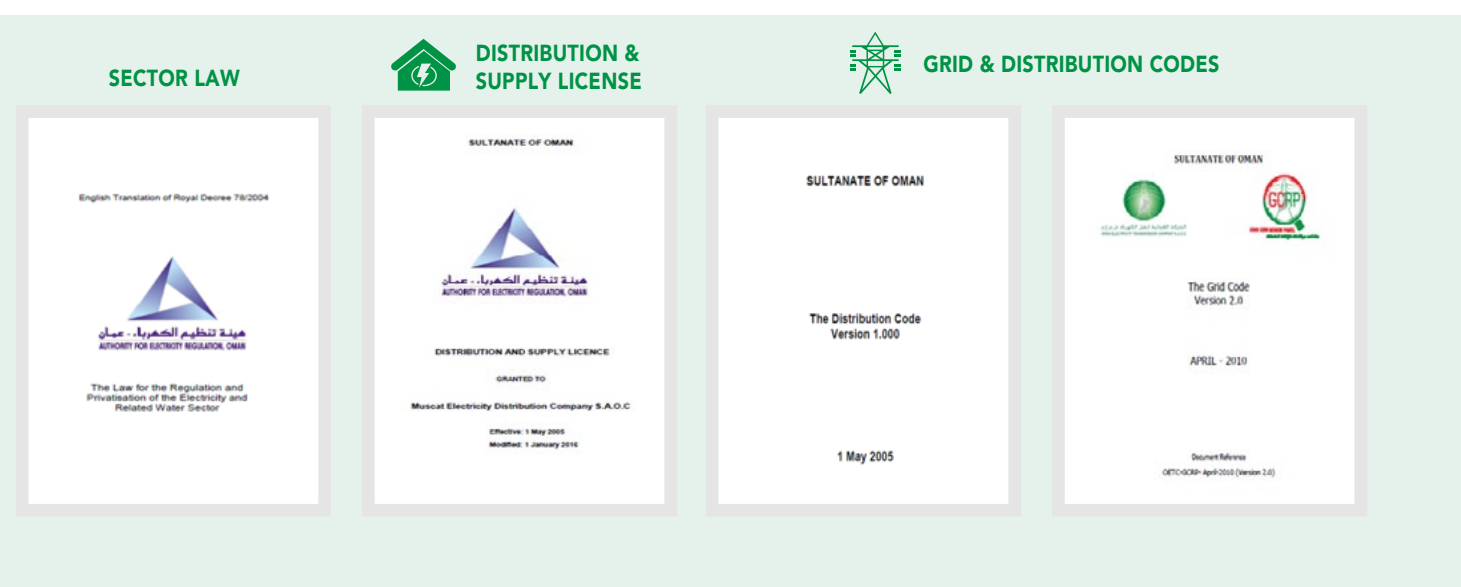 SECTOR LAW
DISTRIBUTION &
SUPPLY LICENSE
GRID & DISTRIBUTION CODES
English Translation of Royal Decree 78/2004
هيئة تنظيم الكهرباء - عمان
AUTHORITY FOR ELECTRICITY REGULATION, OMAN
The Law for the Regulation and
Privatisation of the Electricity and
Related Water Sector
SULTANATE OF OMAN
هيئة تنظيم الكهرباء - عمان
AUTHORITY FOR ELECTRICITY REGULATION, OMAN
DISTRIBUTION AND SUPPLY LICENCE
GRANTED TO
Muscat Electricity Distribution Company S.A.O.C
Effective: 1 May 2005
Modified: 1 January 2016
SULTANATE OF OMAN
The Distribution Code
Version 1.000
1 May 2005
SULTANATE OF OMAN
GCRP
The Grid Code
Version 2.0
APRIL - 2010
Document Reference
OETC-GCRP- April-2010 (Version 2.0)